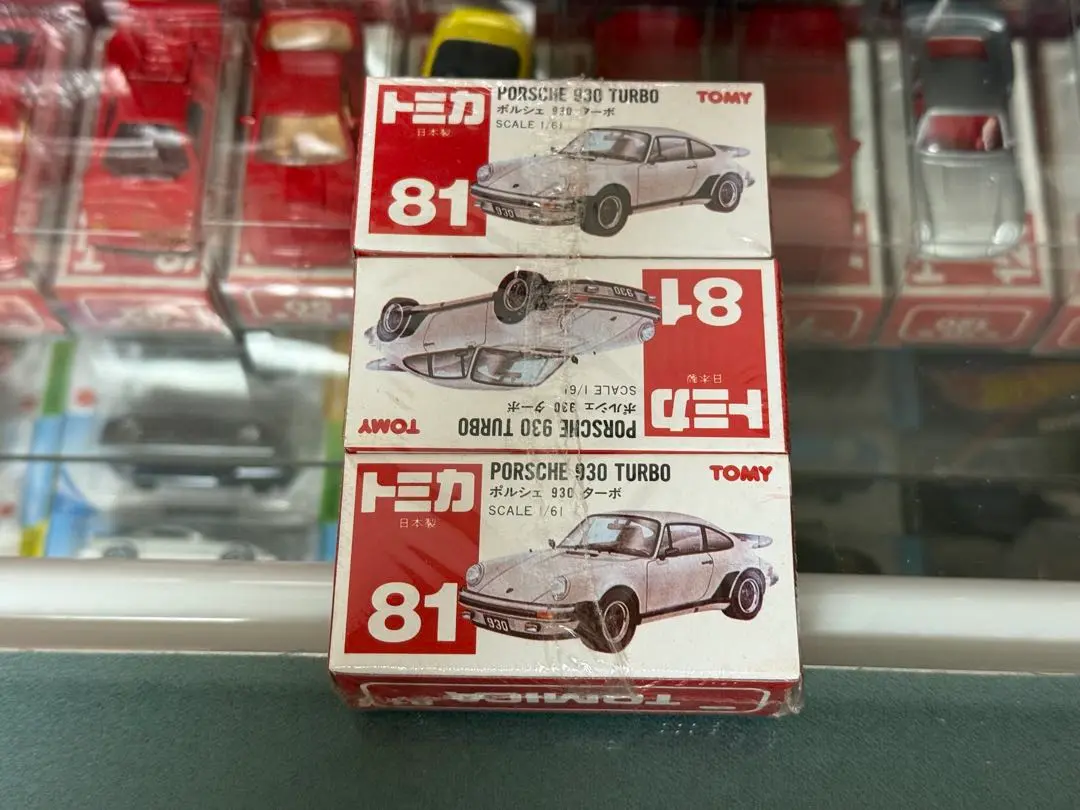 トミカ
日本製
81
PORSCHE 930 TURBO
ポルシェ 930 ターボ
SCALE 1/61
TOMY
930
トミカ
日本製
81
PORSCHE 930 TURBO
ポルシェ 930 ターボ
SCALE 1/61
TOMY
930
トミカ
日本製
81
PORSCHE 930 TURBO
ポルシェ 930 ターボ
SCALE 1/61
TOMY
930
TOMICA